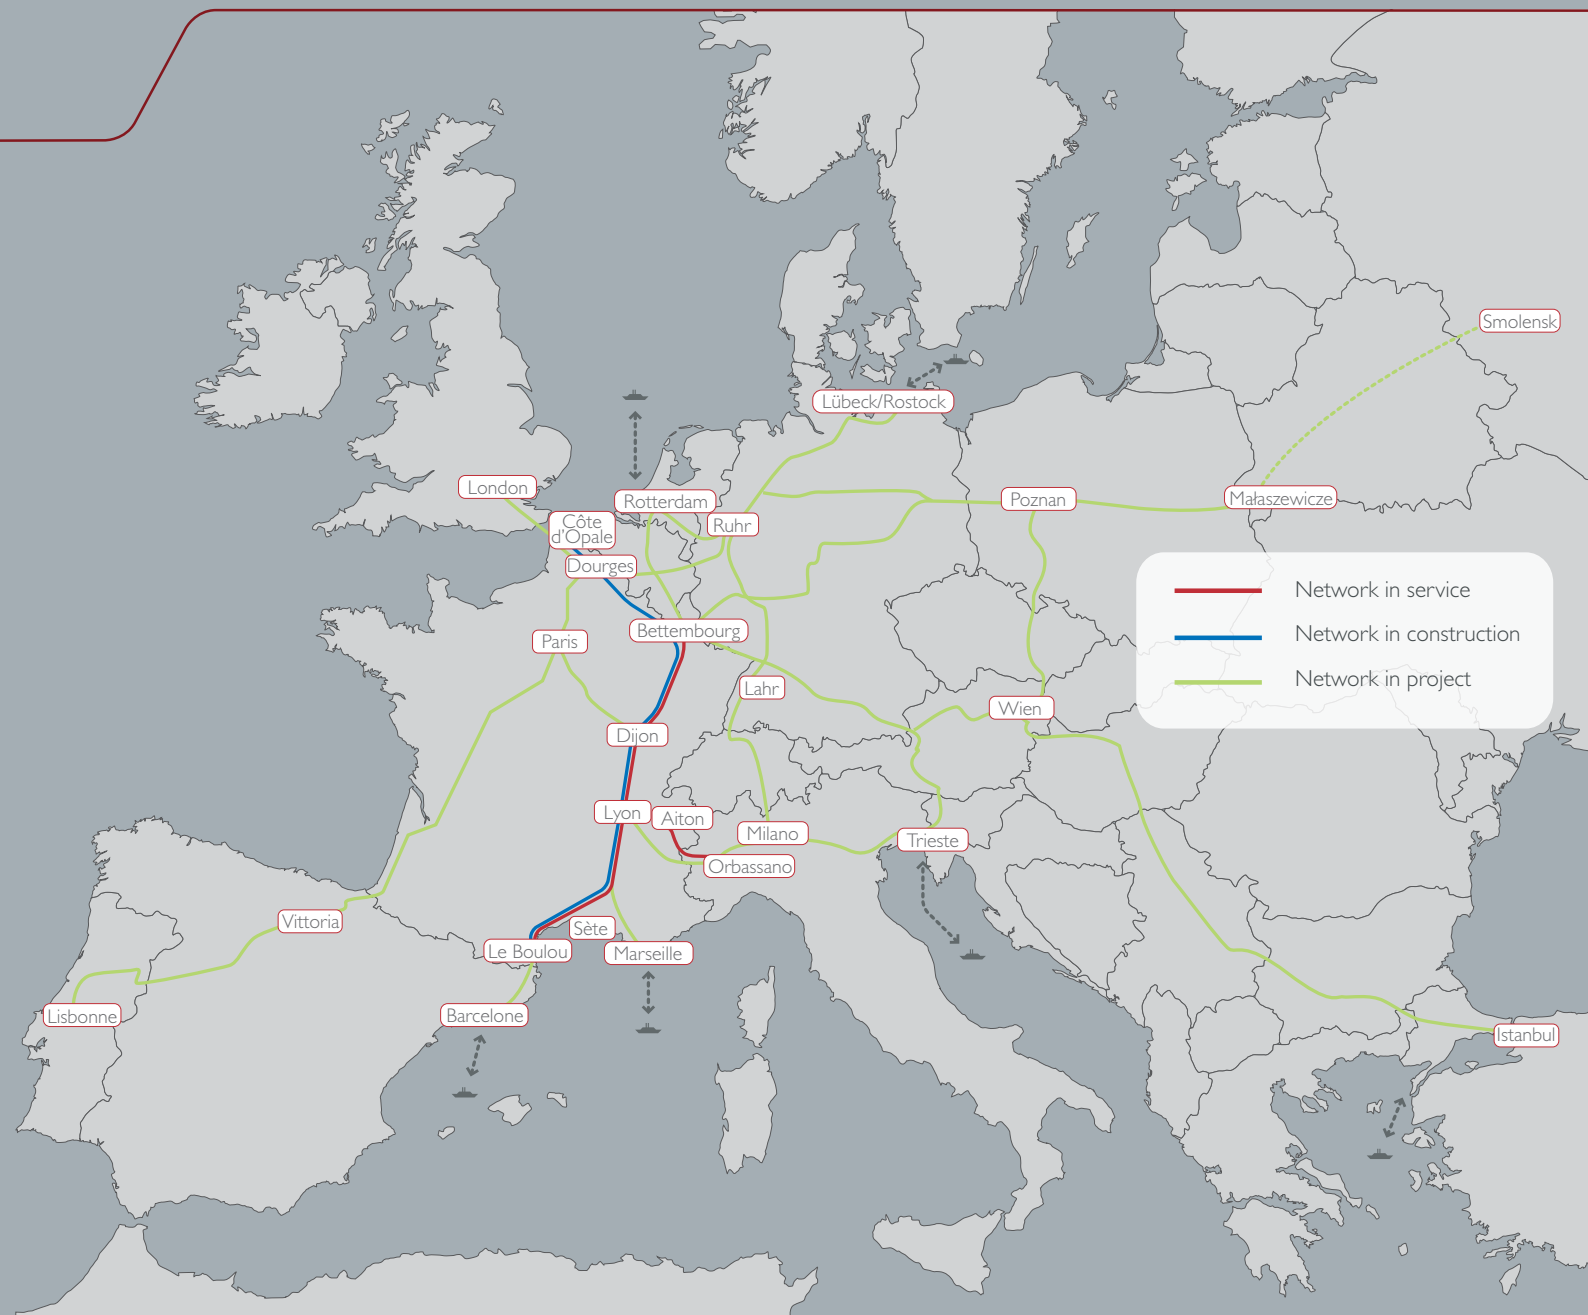 Smolensk
Lübeck/Rostock
London
Rotterdam
Poznan
Małaszewicze
Côte
d'Opale
Ruhr
Dourges
Network in service
Bettembourg
Network in construction
Paris
Network in project
Lahr
Wien
Dijon
Lyon
Aiton
Milano
Trieste
Orbassano
Vittoria
Sète
Le Boulou
Marseille
Lisbonne
Barcelone
Istanbul